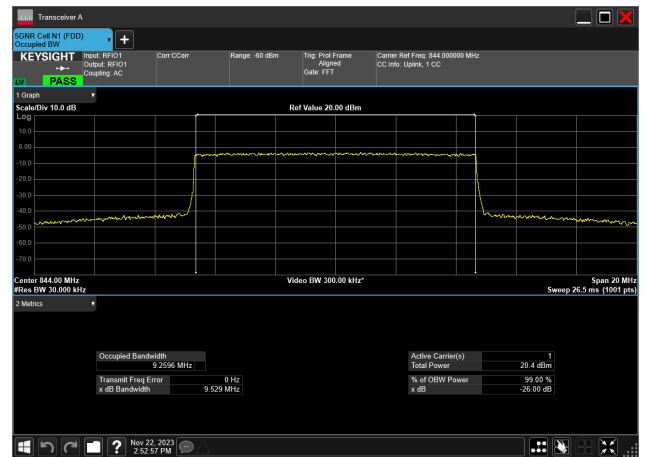 Transceiver A
5GNR Cell N1 (FDD)
Occupied BW
KEYSIGHT
LXI
PASS
Input: RFIO1
Output: RFIO1
Coupling: AC
Corr CCorr
Range: -60 dBm
Trig: Prot Frame
Aligned
Gate: FFT
Carrier Ref Freq: 844.000000 MHz
CC Info: Uplink, 1 CC
1 Graph
Scale/Div 10.0 dB
Ref Value 20.00 dBm
Log
10.0
0.00
-10.0
-20.0
-30.0
-40.0
-50.0
-60.0
-70.0
Center 844.00 MHz
Video BW 300.00 kHz*
Span 20 MHz
#Res BW 30.000 kHz
Sweep 26.5 ms (1001 pts)
2 Metrics
Occupied Bandwidth
9.2596 MHz
Transmit Freq Error 0 Hz
x dB Bandwidth 9.529 MHz
Active Carrier(s) 1
Total Power 20.4 dBm
% of OBW Power 99.00 %
x dB -26.00 dB
?
Nov 22, 2023
2:52:57 PM